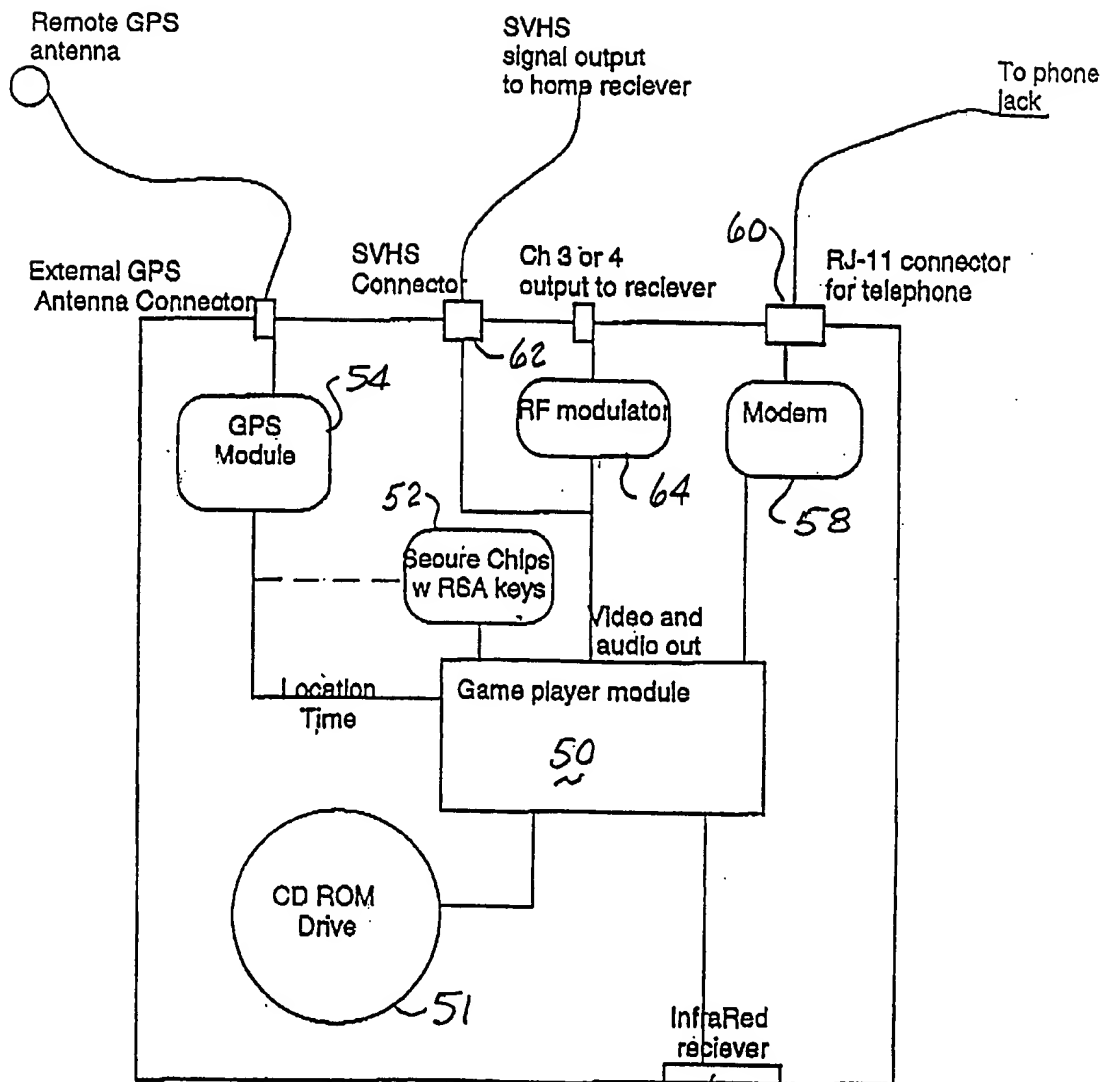 Remote GPS
antenna
SVHS
signal output
to home reciever
To phone
jack
External GPS
Antenna Connector
SVHS
Connector
Ch 3 or 4
output to reciever
60
RJ-11 connector
for telephone
62
54
GPS
Module
RF modulator
64
Modem
58
52
Secure Chips
w RSA keys
Video and
audio out
Location
Time
Game player module
50
CD ROM
Drive
51
InfraRed
reciever